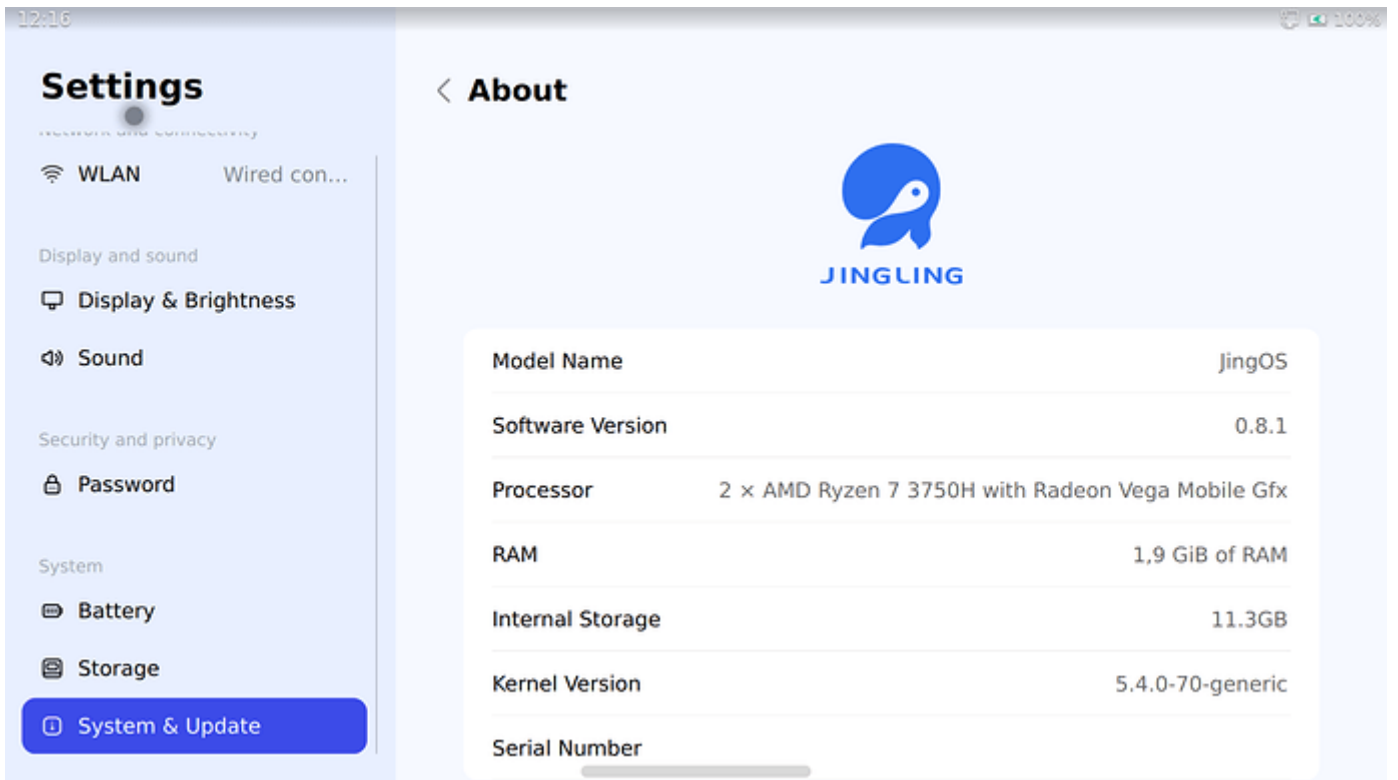 12:16
100%
Settings
Network and connectivity
WLAN Wired con...
Display and sound
Display & Brightness
Sound
Security and privacy
Password
System
Battery
Storage
System & Update
About
JINGLING
Model Name JingOS
Software Version 0.8.1
Processor 2 × AMD Ryzen 7 3750H with Radeon Vega Mobile Gfx
RAM 1,9 GiB of RAM
Internal Storage 11.3GB
Kernel Version 5.4.0-70-generic
Serial Number